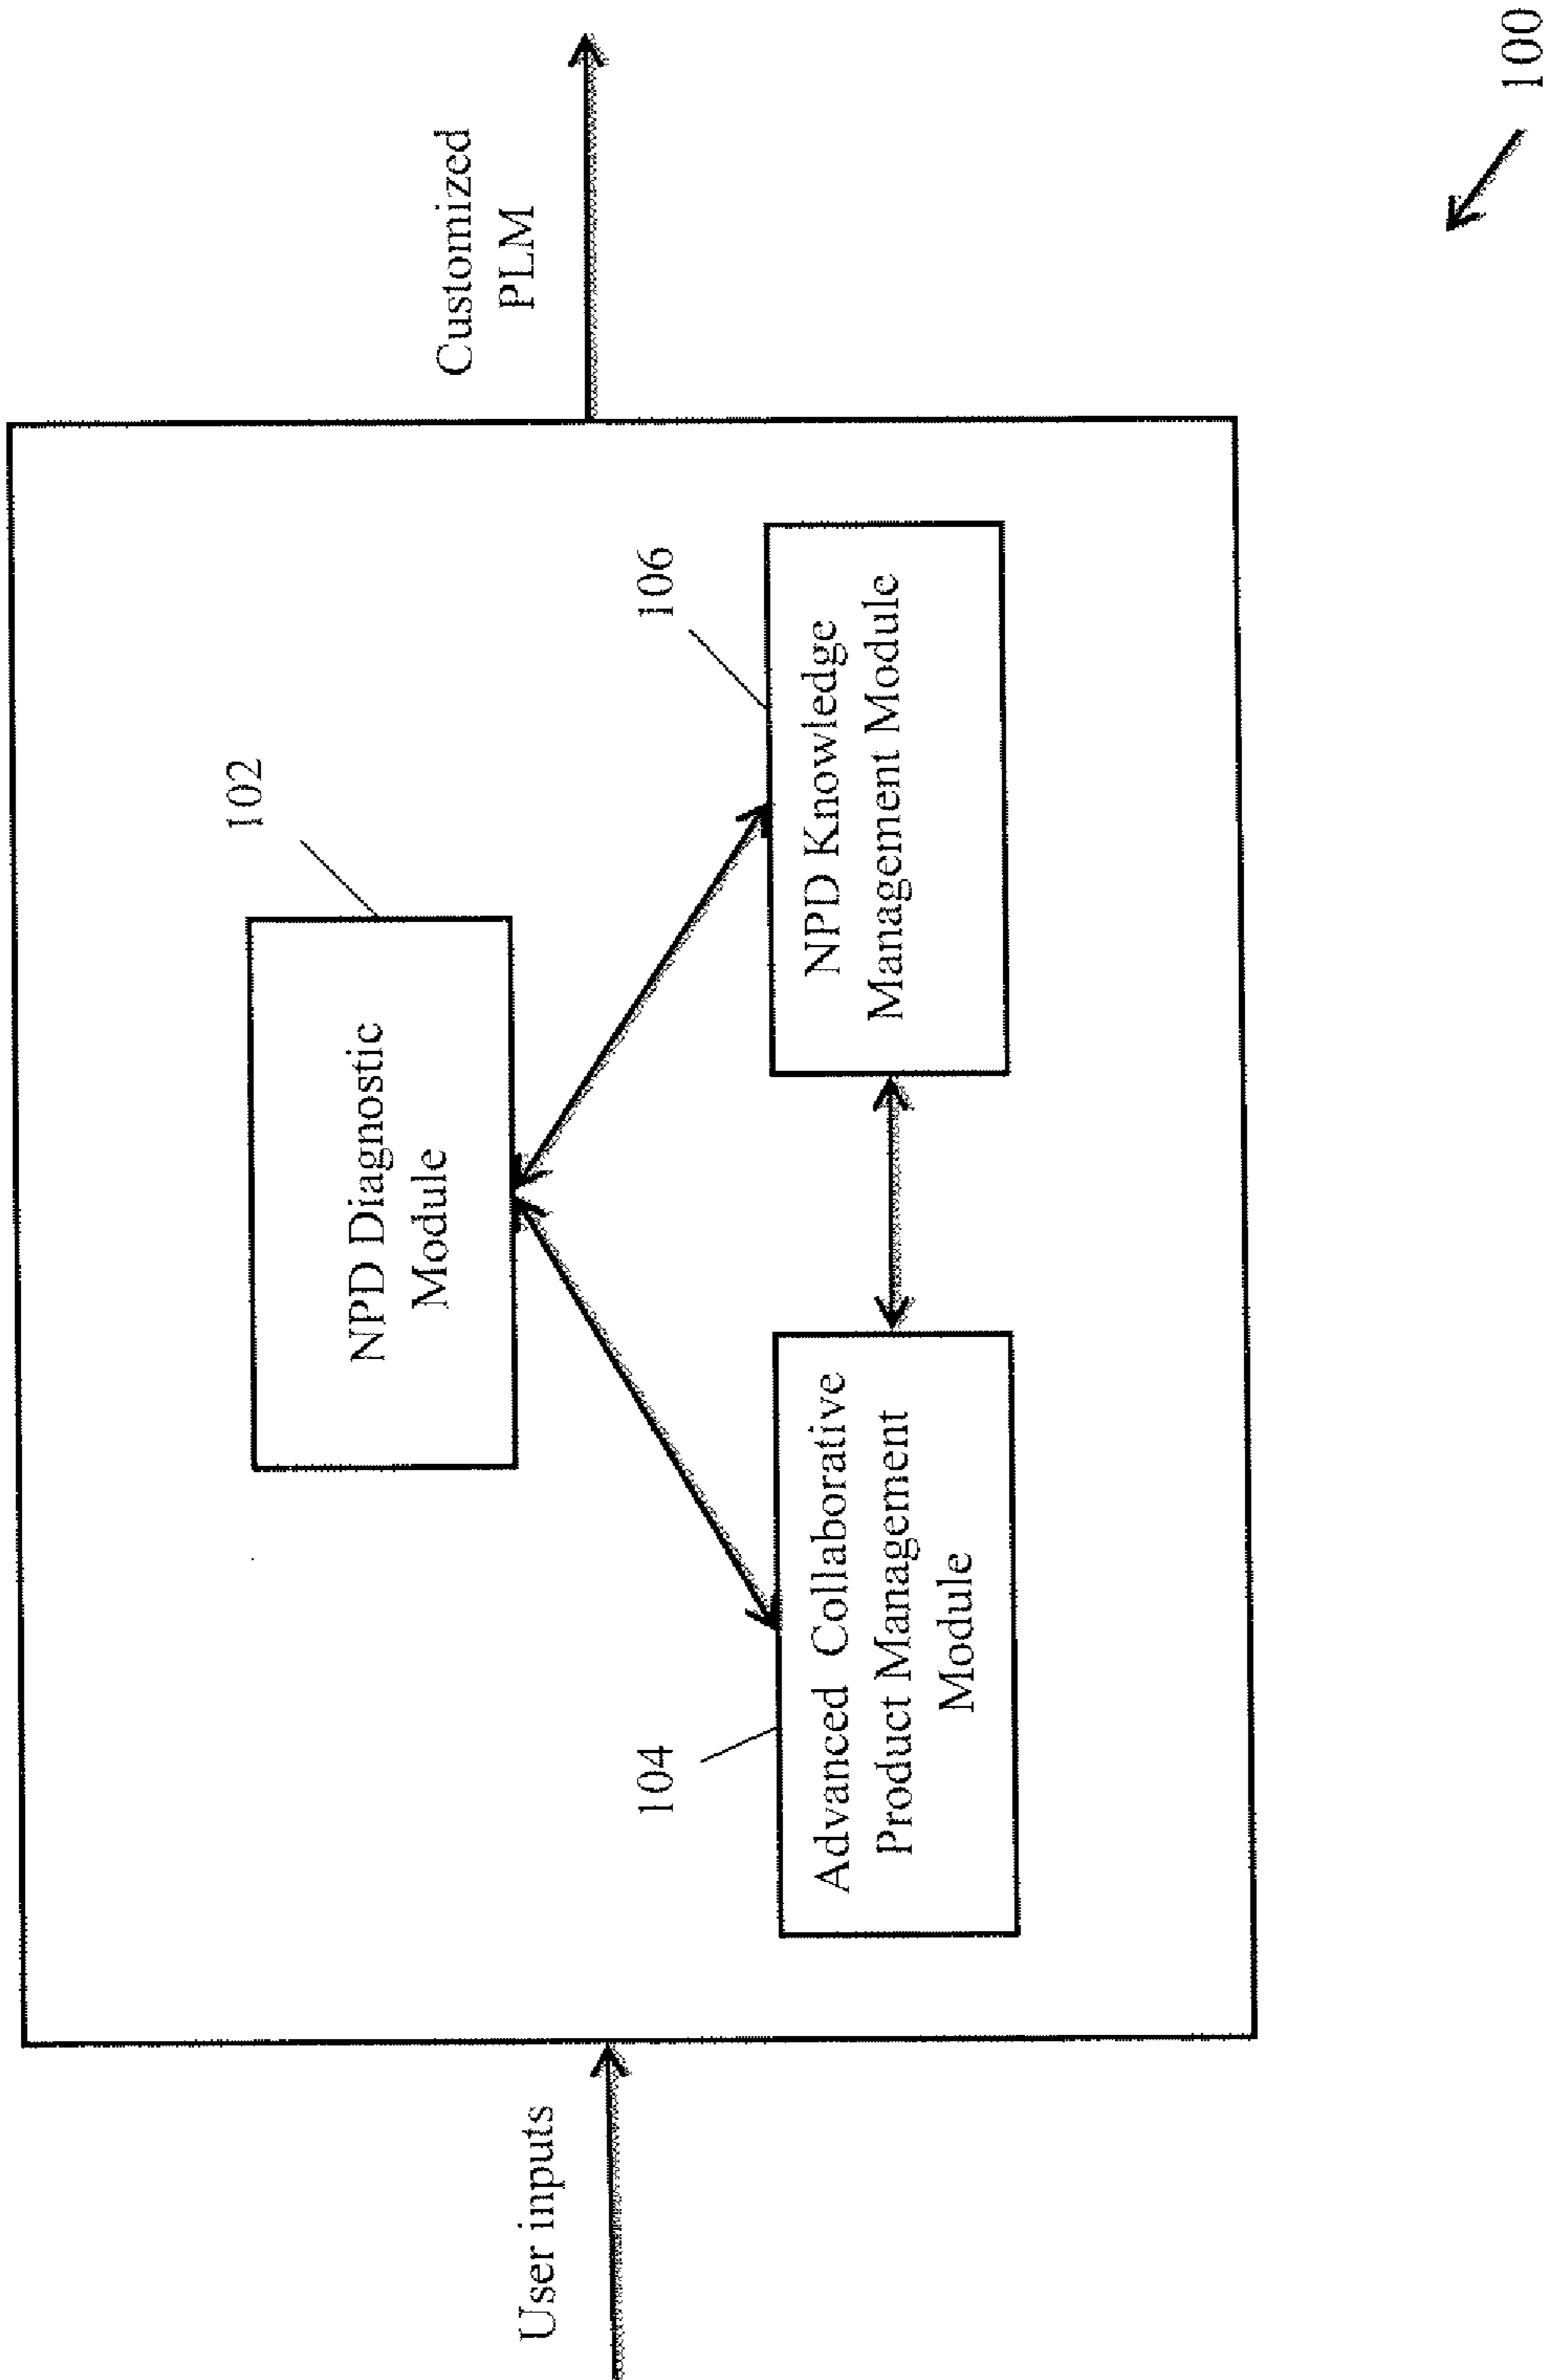 Customized
PLM
102
NPD Diagnostic
Module
User inputs
104
106
Advanced Collaborative
Product Management
Module
NPD Knowledge
Management Module
100